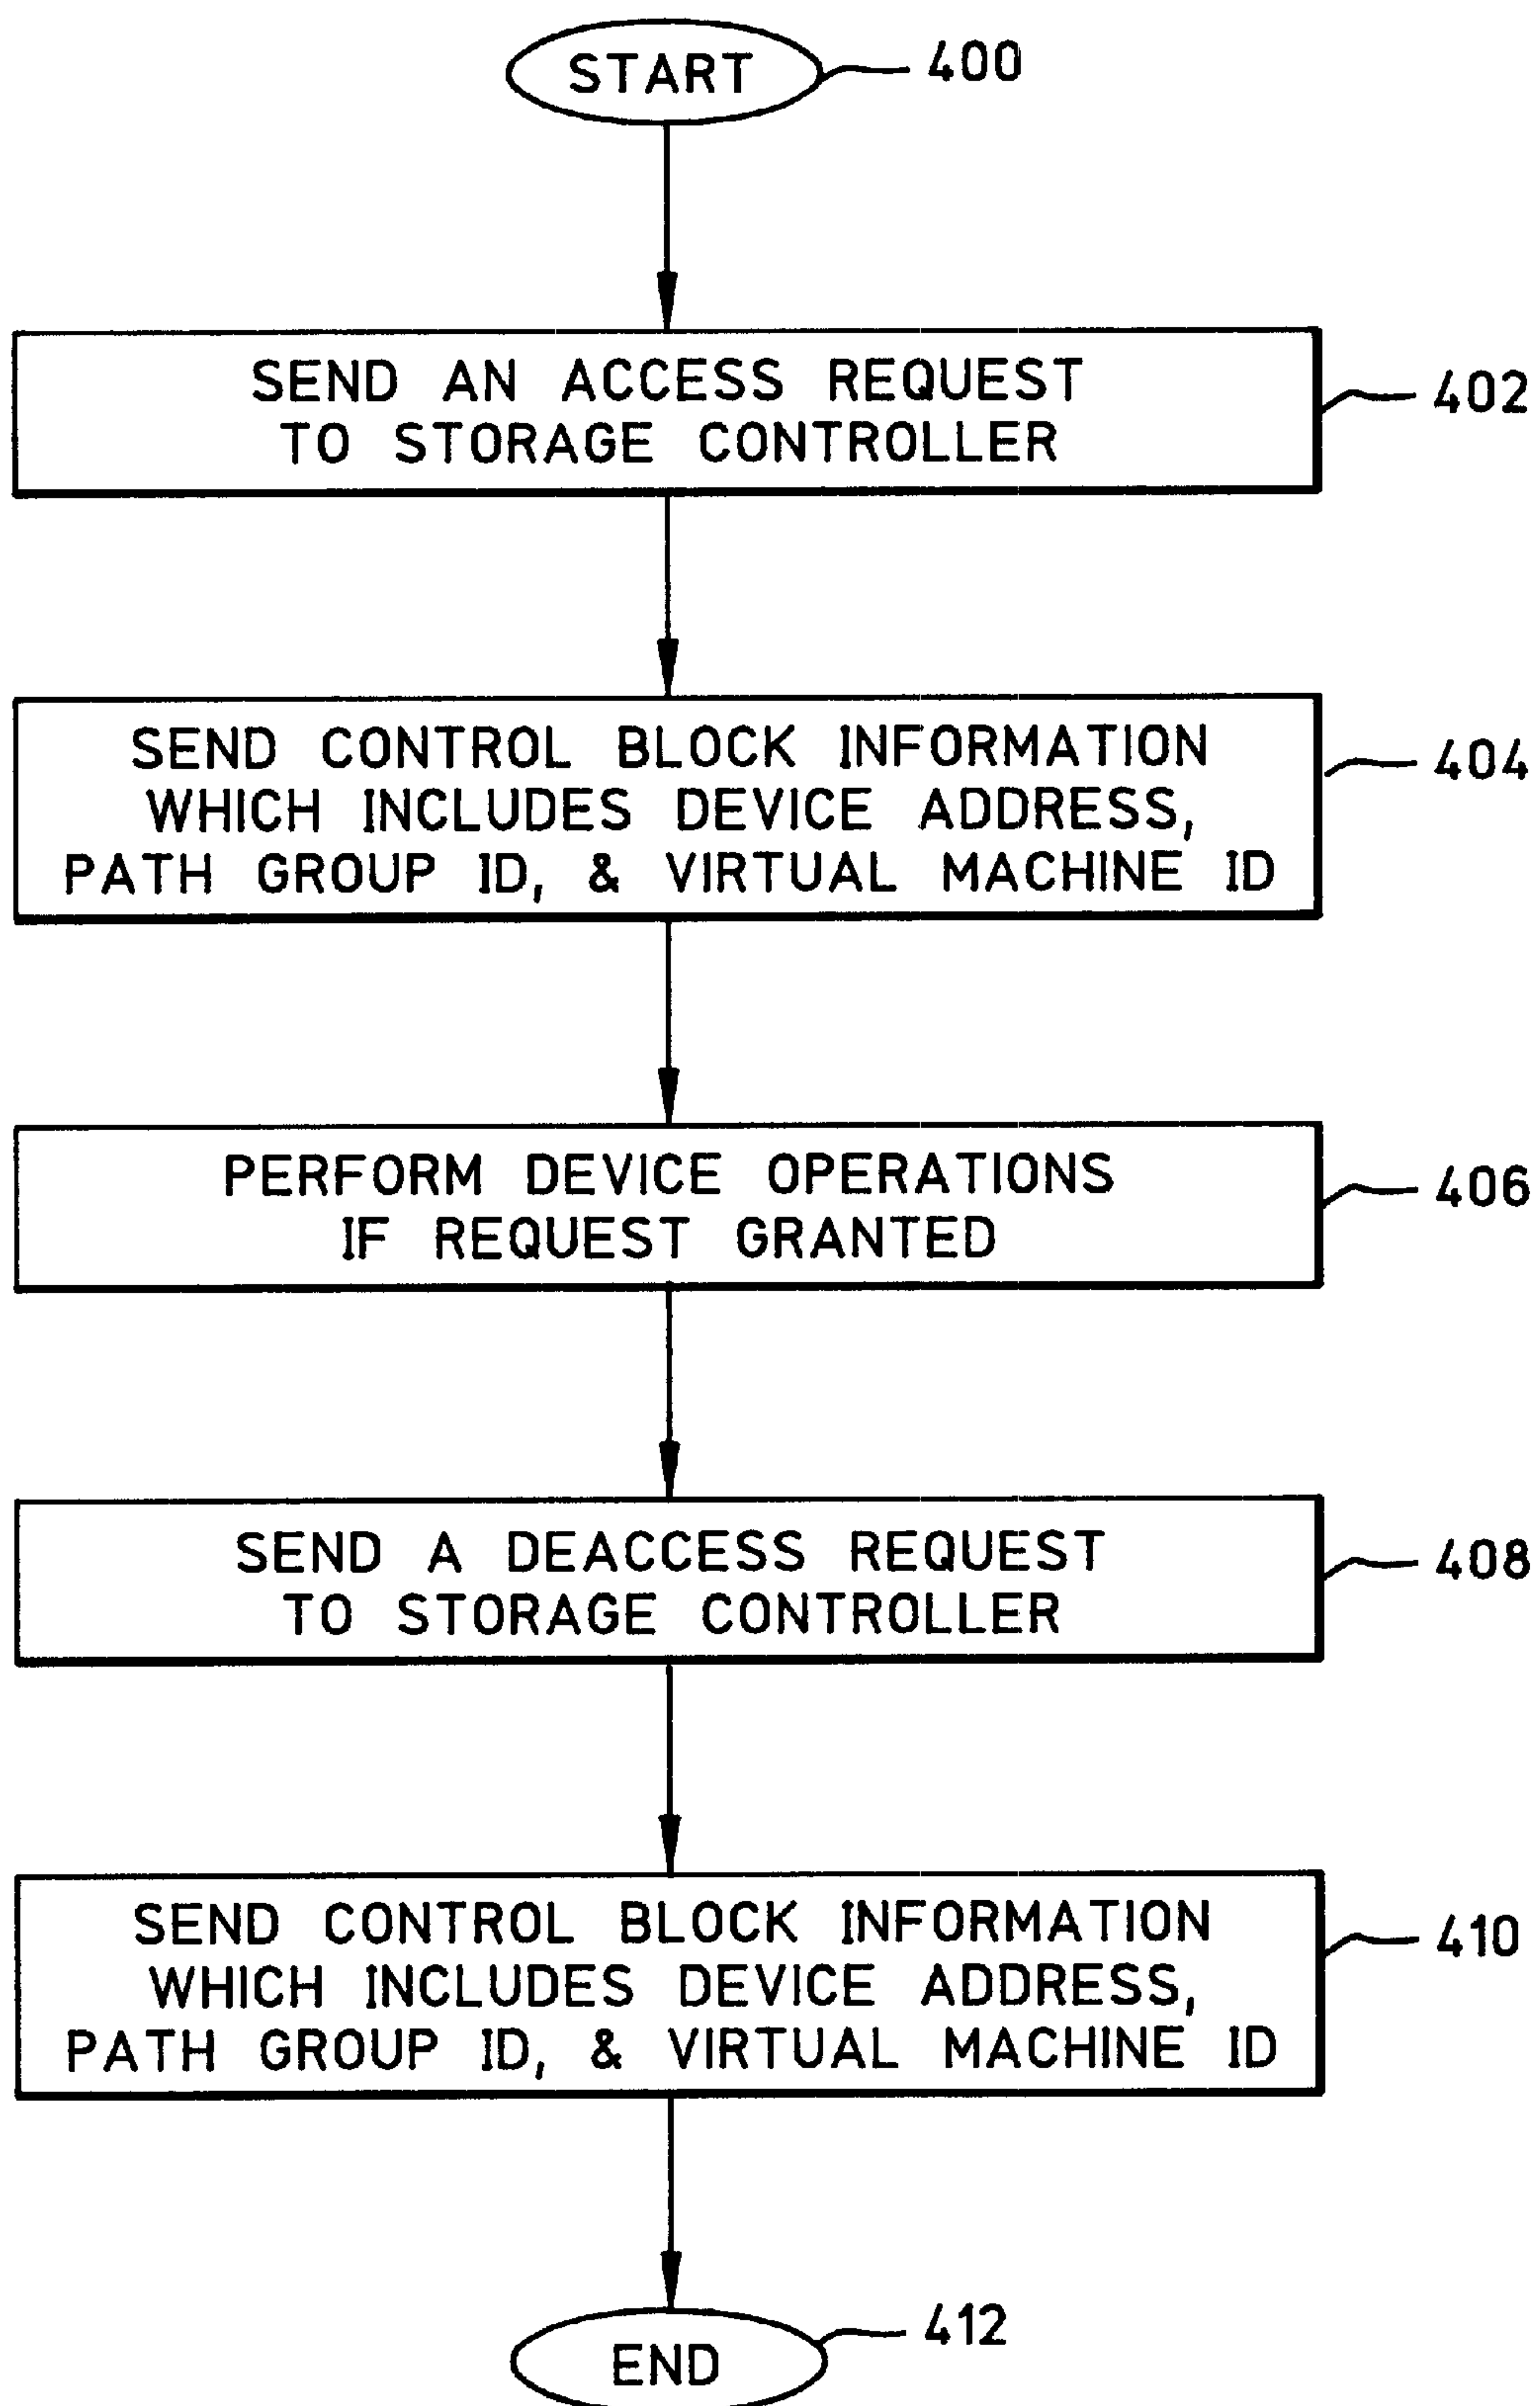 START
400
SEND AN ACCESS REQUEST
TO STORAGE CONTROLLER
402
SEND CONTROL BLOCK INFORMATION
WHICH INCLUDES DEVICE ADDRESS,
PATH GROUP ID, & VIRTUAL MACHINE ID
404
PERFORM DEVICE OPERATIONS
IF REQUEST GRANTED
406
SEND A DEACCESS REQUEST
TO STORAGE CONTROLLER
408
SEND CONTROL BLOCK INFORMATION
WHICH INCLUDES DEVICE ADDRESS,
PATH GROUP ID, & VIRTUAL MACHINE ID
410
END
412